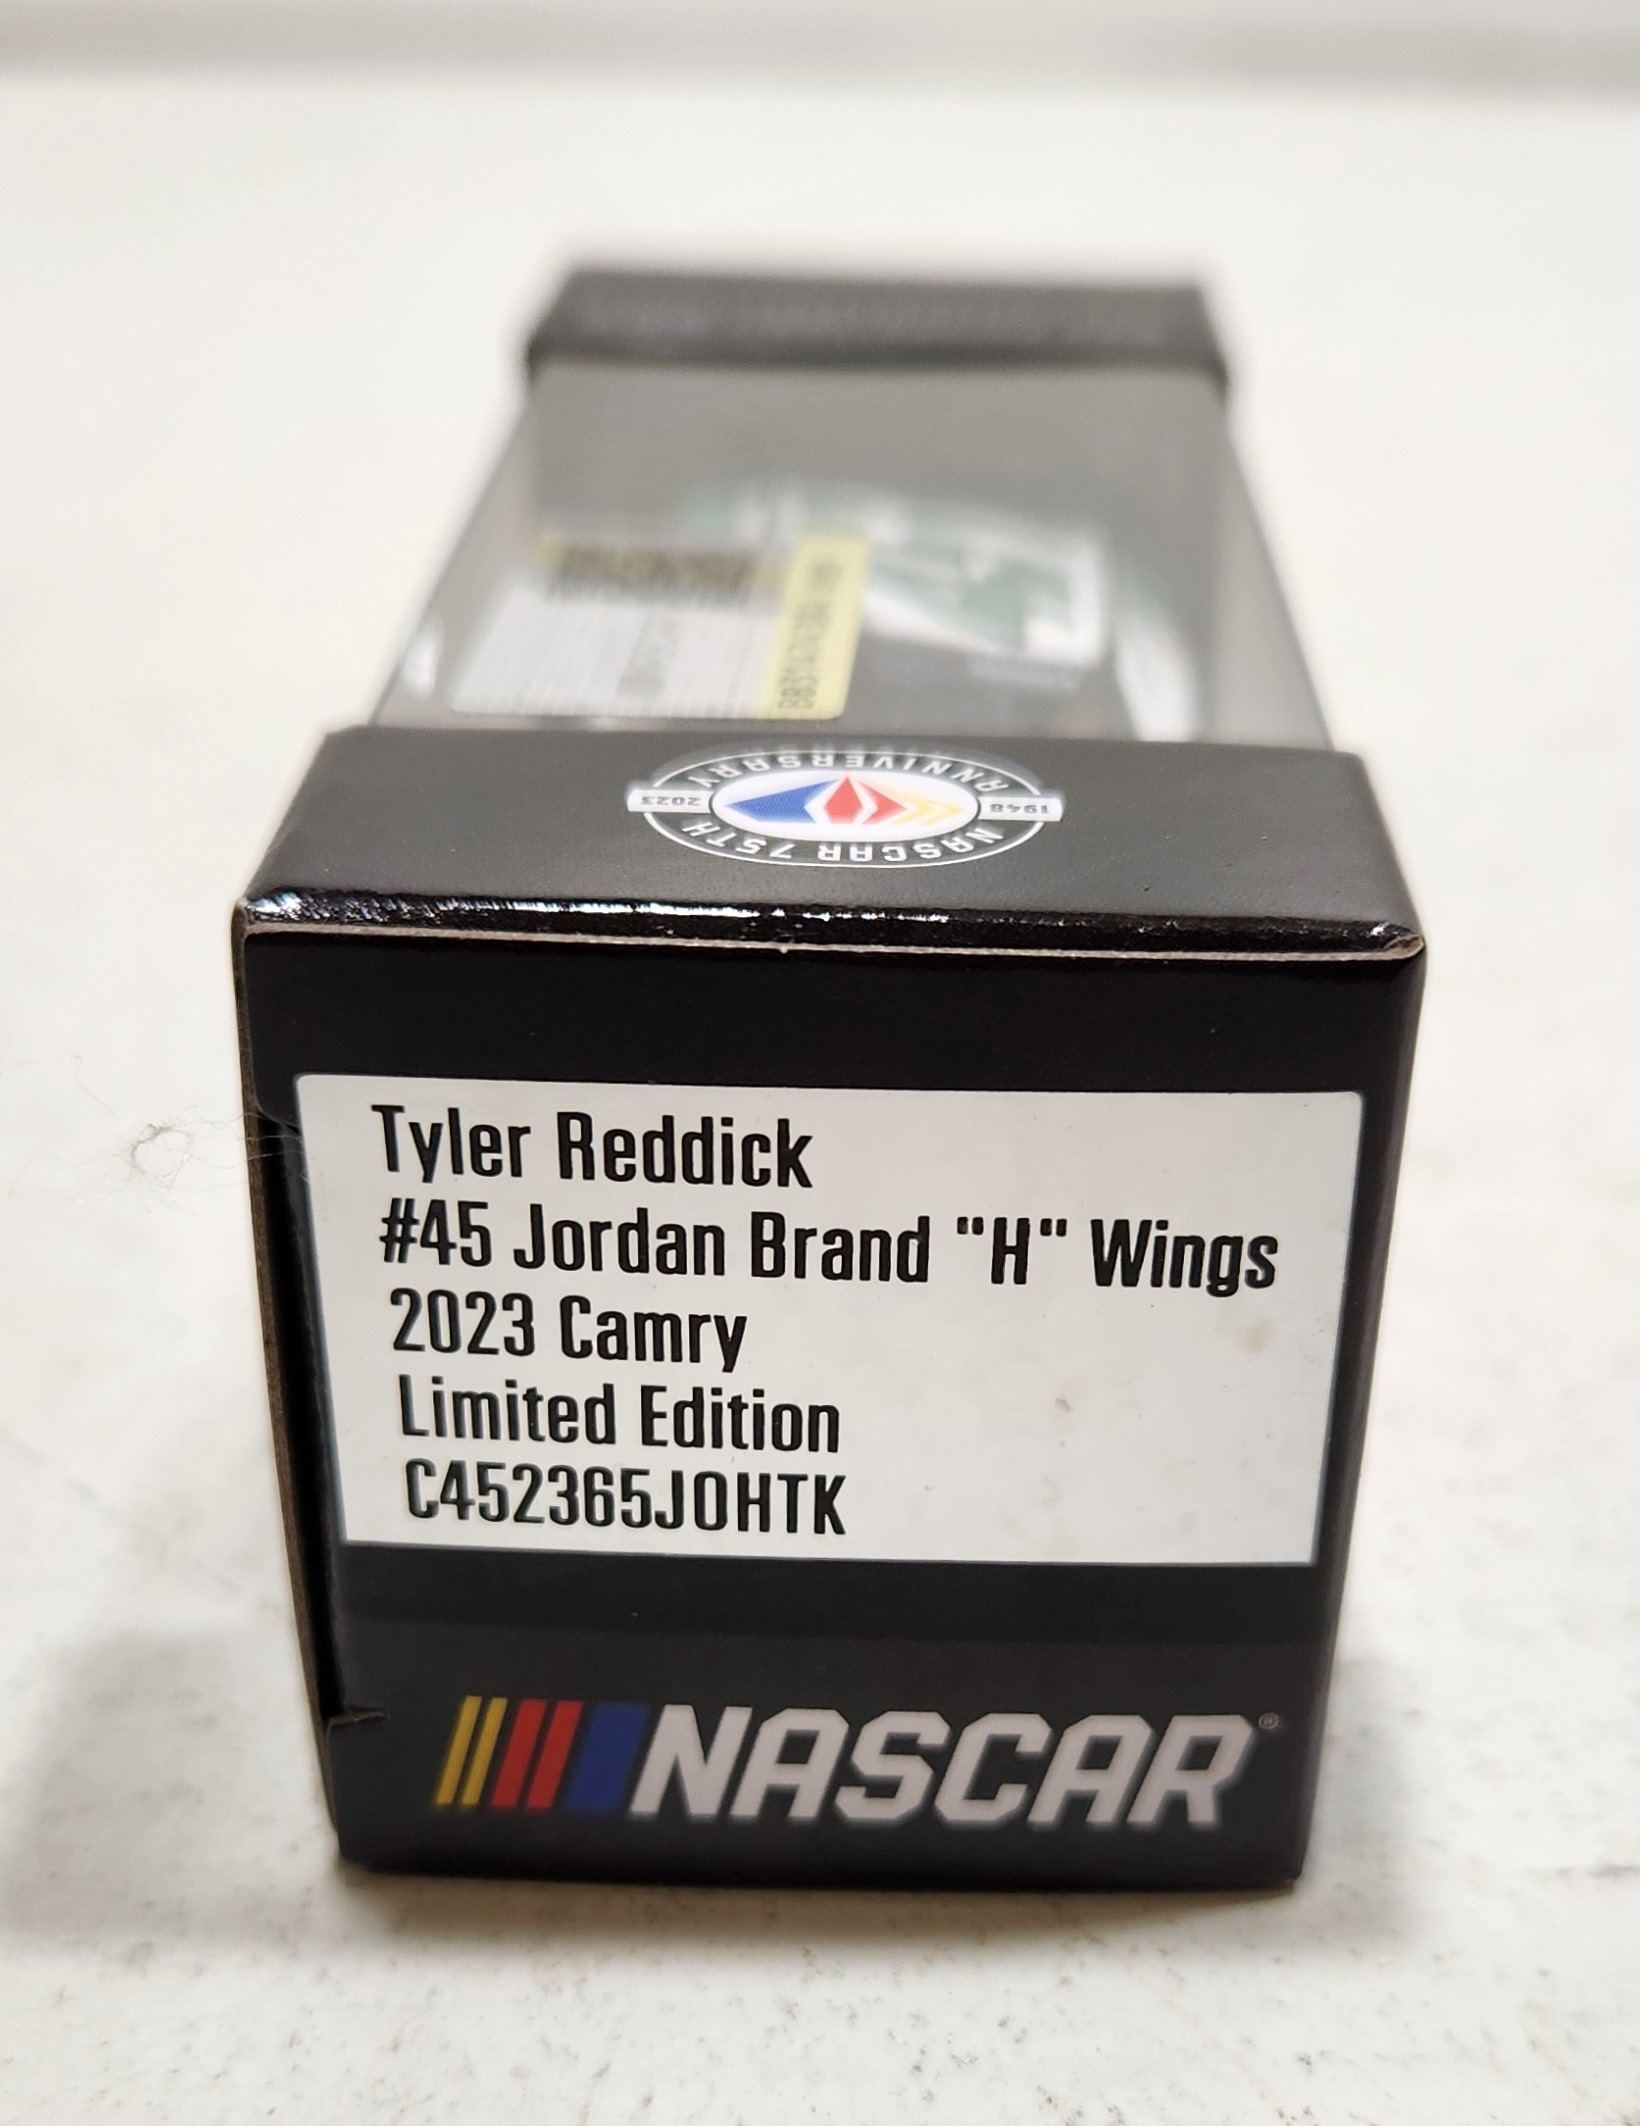 NASCAR 75TH ANNIVERSARY
1948
2023
Tyler Reddick
#45 Jordan Brand "H" Wings
2023 Camry
Limited Edition
C452365JOHTK
NASCAR®